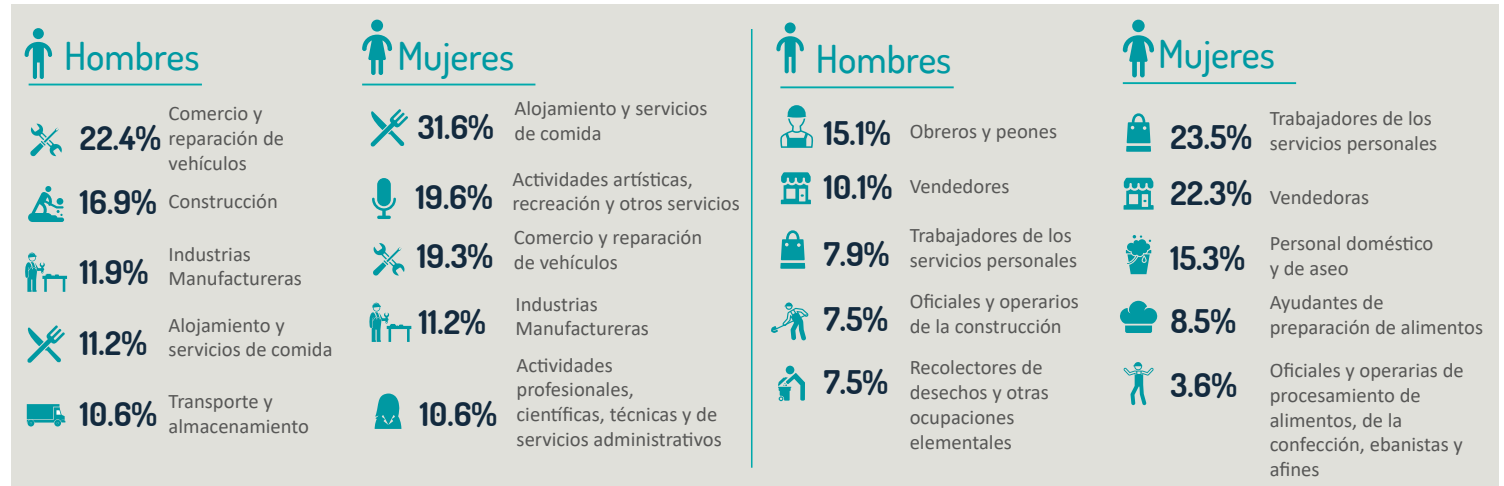 Hombres
22.4%
Comercio y
reparación de
vehículos
16.9%
Construcción
11.9%
Industrias
Manufactureras
11.2%
Alojamiento y
servicios de comida
10.6%
Transporte y
almacenamiento
Mujeres
31.6%
Alojamiento y servicios
de comida
19.6%
Actividades artísticas,
recreación y otros servicios
19.3%
Comercio y reparación
de vehículos
11.2%
Industrias
Manufactureras
10.6%
Actividades
profesionales,
científicas, técnicas y de
servicios administrativos
Hombres
15.1%
Obreros y peones
10.1%
Vendedores
7.9%
Trabajadores de los
servicios personales
7.5%
Oficiales y operarios
de la construcción
7.5%
Recolectores de
desechos y otras
ocupaciones
elementales
Mujeres
23.5%
Trabajadores de los
servicios personales
22.3%
Vendedoras
15.3%
Personal doméstico
y de aseo
8.5%
Ayudantes de
preparación de alimentos
3.6%
Oficiales y operarias de
procesamiento de
alimentos, de la
confección, ebanistas y
afines